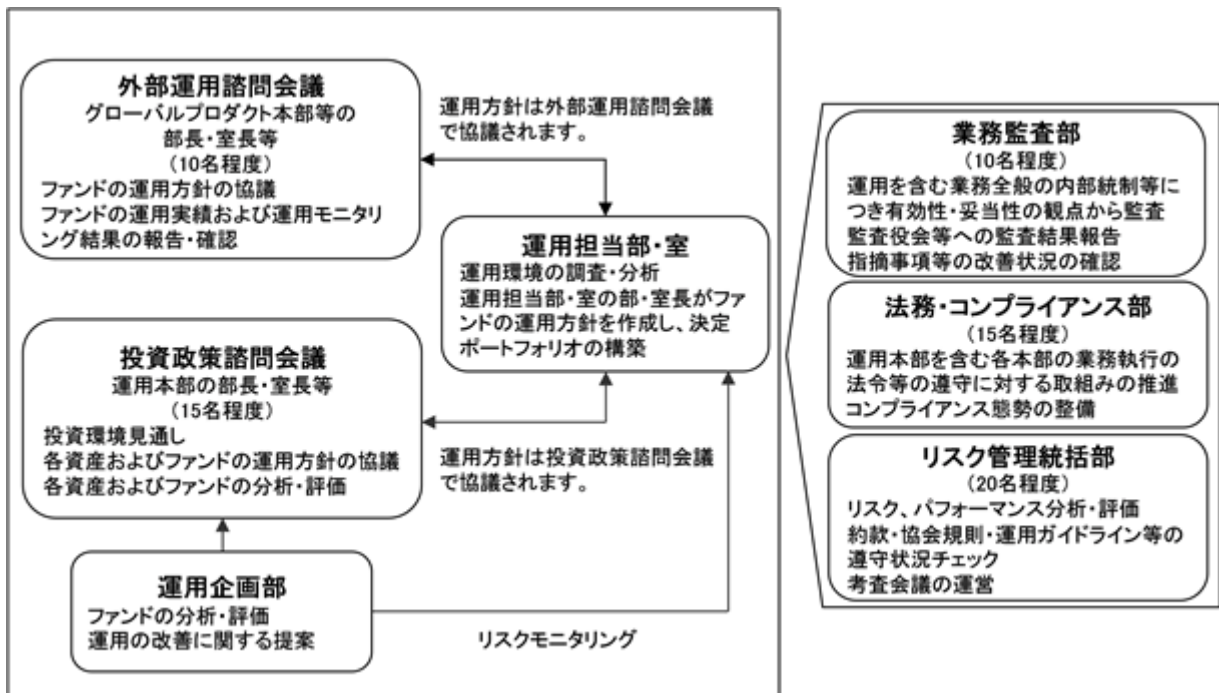 外部運用諮問会議
グローバルプロダクト本部等の
部長・室長等
(10名程度)
ファンドの運用方針の協議
ファンドの運用実績および運用モニタリ
ング結果の報告・確認
運用方針は外部運用諮問会議
で協議されます。
運用担当部・室
運用環境の調査・分析
運用担当部・室の部・室長がファ
ンドの運用方針を作成し、決定
ポートフォリオの構築
投資政策諮問会議
運用本部の部長・室長等
(15名程度)
投資環境見通し
各資産およびファンドの運用方針の協議
各資産およびファンドの分析・評価
運用方針は投資政策諮問会議
で協議されます。
運用企画部
ファンドの分析・評価
運用の改善に関する提案
リスクモニタリング
業務監査部
(10名程度)
運用を含む業務全般の内部統制等に
つき有効性・妥当性の観点から監査
監査役会等への監査結果報告
指摘事項等の改善状況の確認
法務・コンプライアンス部
(15名程度)
運用本部を含む各本部の業務執行の
法令等の遵守に対する取組みの推進
コンプライアンス態勢の整備
リスク管理統括部
(20名程度)
リスク、パフォーマンス分析・評価
約款・協会規則・運用ガイドライン等の
遵守状況チェック
考査会議の運営